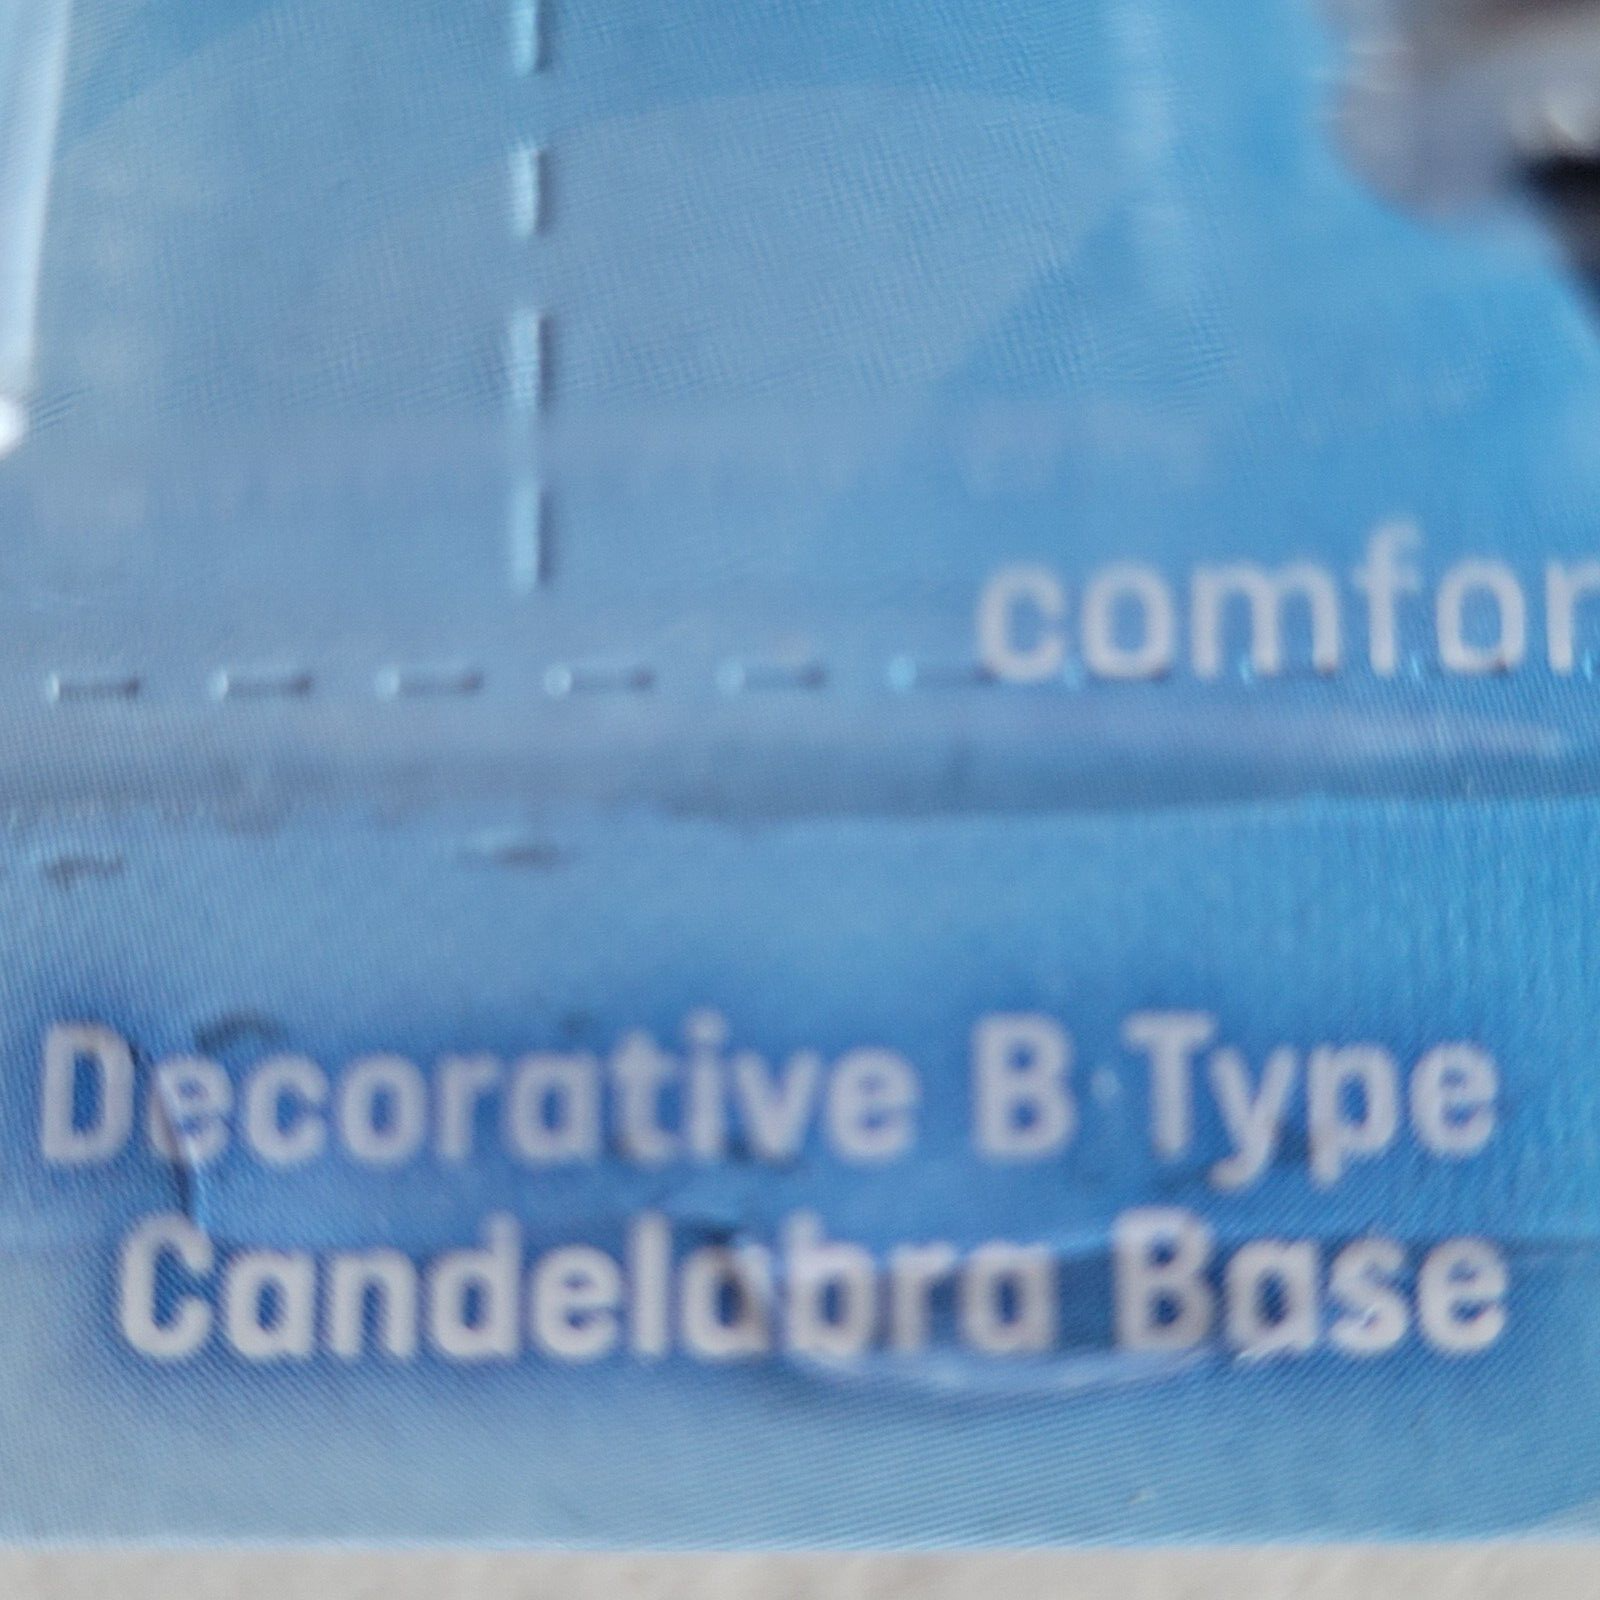 comfor
Decorative B Type
Candelabra Base